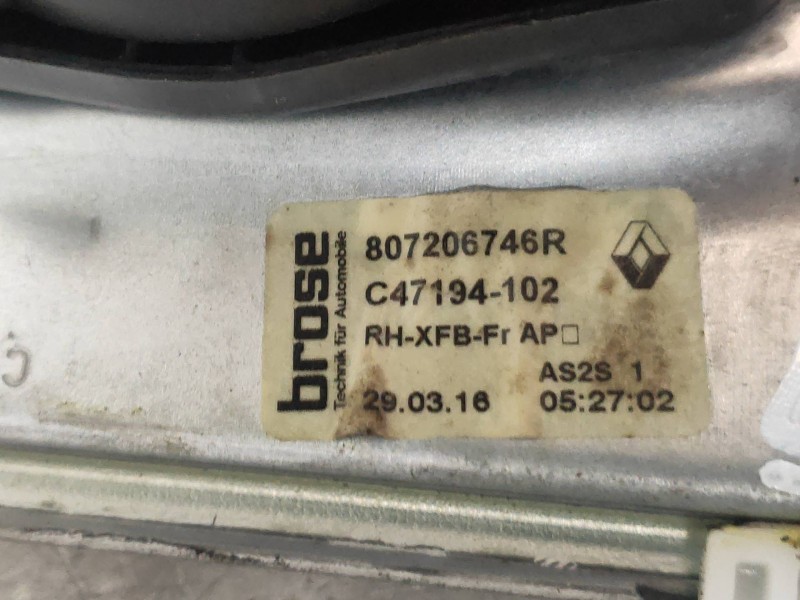 brose
Technik für Automobile
807206746R
C47194-102
RH-XFB-Fr AP□
AS2S 1
29.03.16 05:27:02